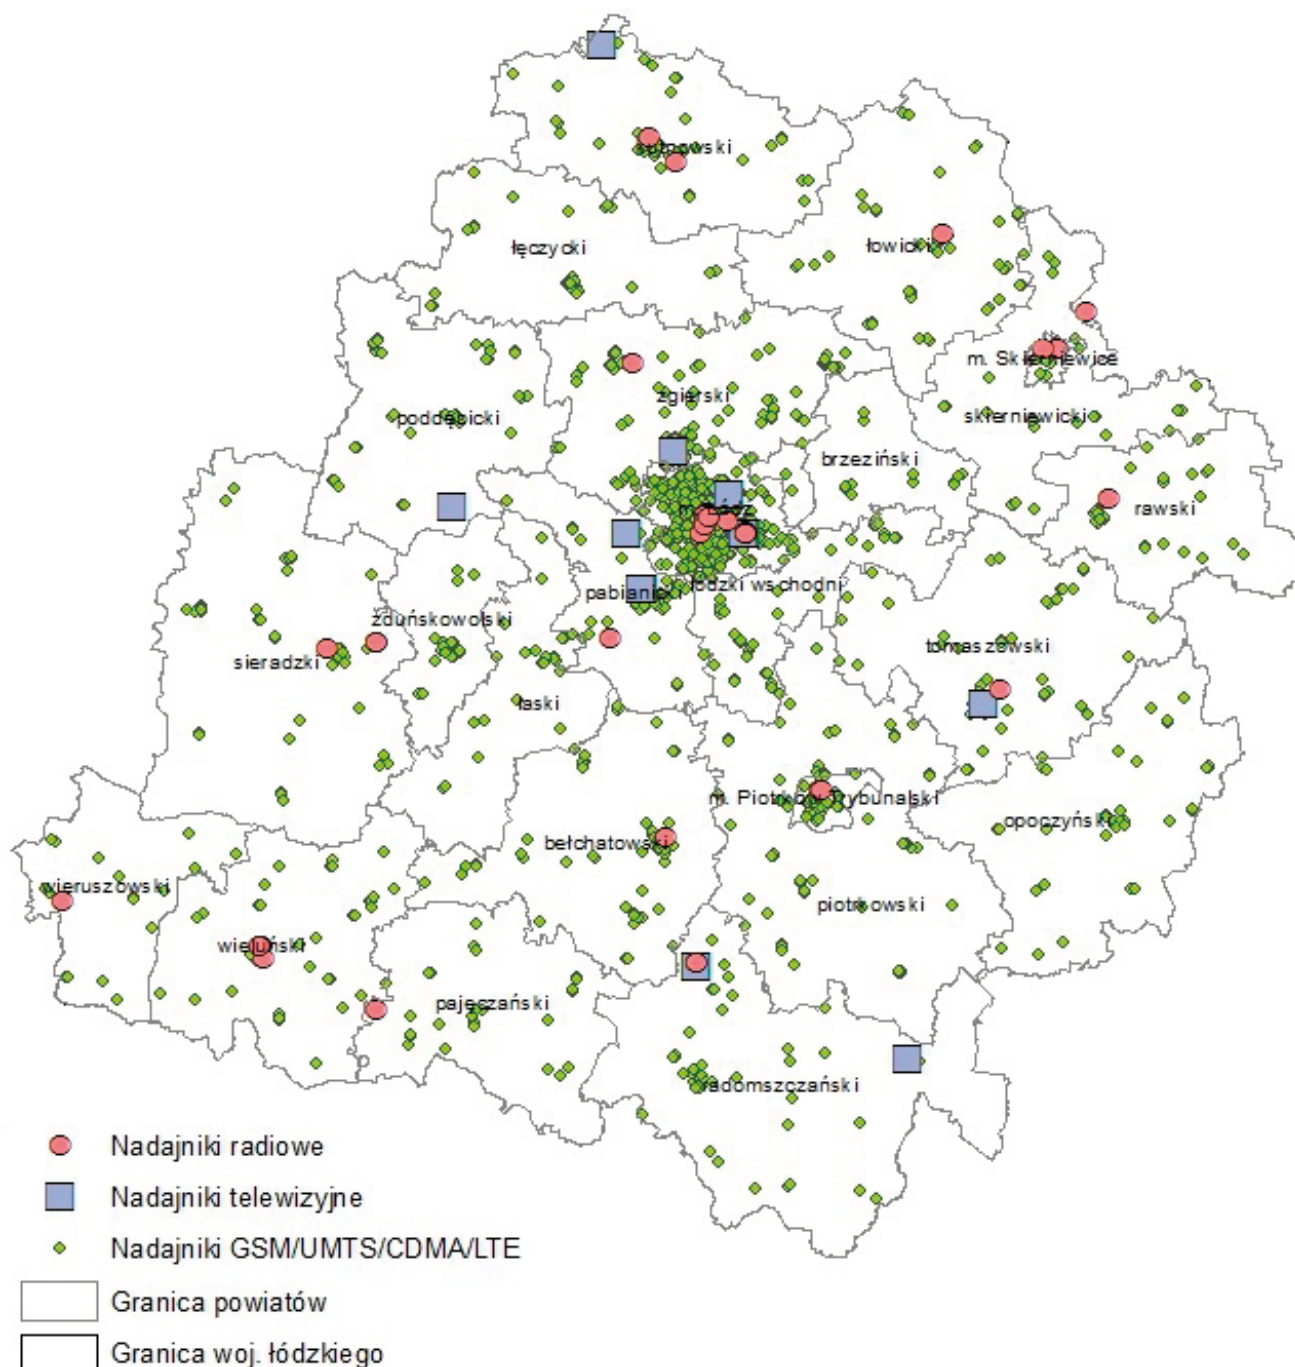 kutnowski
łęczycki
łowicki
m. Skierniewice
zgierski
poddębicki
skierniewicki
brzeziński
m. Łódź
rawski
pabianicki
łódzki wschodni
zduńskowolski
sieradzki
tomaszowski
łaski
m. Piotrków Trybunalski
opoczyński
bełchatowski
wieruszowski
piotrkowski
wieluński
pajęczański
radomszczański
Nadajniki radiowe
Nadajniki telewizyjne
Nadajniki GSM/UMTS/CDMA/LTE
Granica powiatów
Granica woj. łódzkiego